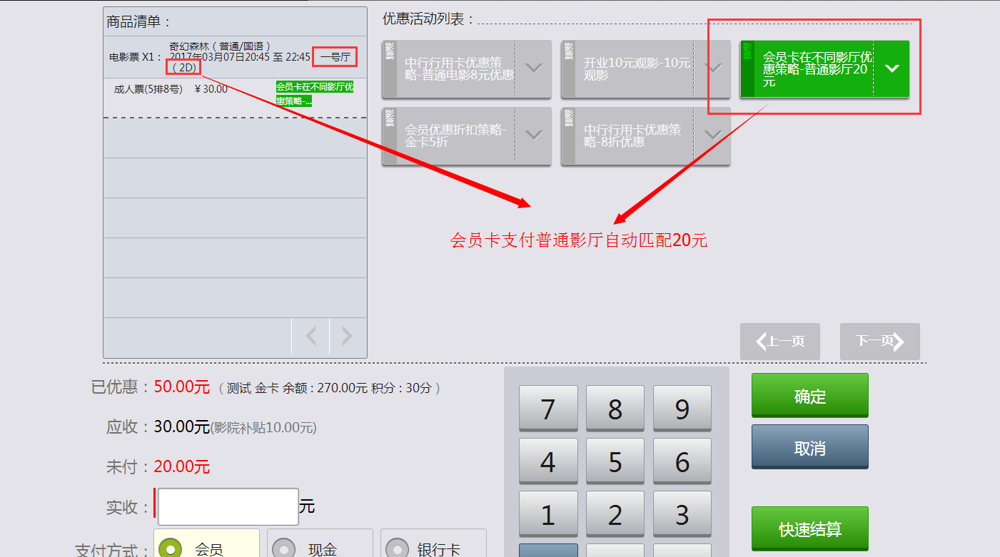 商品清单：
奇幻森林（普通/国语）
电影票 X1： 2017年03月07日20:45 至 22:45 一号厅
（2D）
成人票(5排8号) ￥30.00 会员卡在不同影厅优
惠策略-...
优惠活动列表：
影票 中行行用卡优惠策
略-普通电影8元优惠
影票 开业10元观影-10元
观影
影票 会员卡在不同影厅优
惠策略-普通影厅20
元
影票 会员优惠折扣策略-
金卡5折
影票 中行行用卡优惠策
略-8折优惠
会员卡支付普通影厅自动匹配20元
上一页 下一页
已优惠：50.00元（测试 金卡 余额：270.00元 积分：30分）
应收：30.00元(影院补贴10.00元)
未付：20.00元
实收： 元
支付方式： 会员 现金 银行卡
7 8 9
4 5 6
1 2 3
确定
取消
快速结算